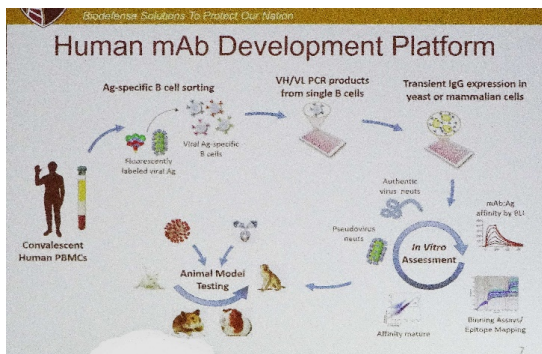 Biodefense Solutions To Protect Our Nation
Human mAb Development Platform
Ag-specific B cell sorting
VH/VL PCR products
from single B cells
Transient IgG expression in
yeast or mammalian cells
Viral Ag-specific
B cells
Fluorescently
labeled viral Ag
Convalescent
Human PBMCs
Authentic
virus neuts
mAb:Ag
affinity by BLI
Pseudovirus
neuts
In Vitro
Assessment
Animal Model
Testing
Affinity mature
Binning Assays/
Epitope Mapping
7